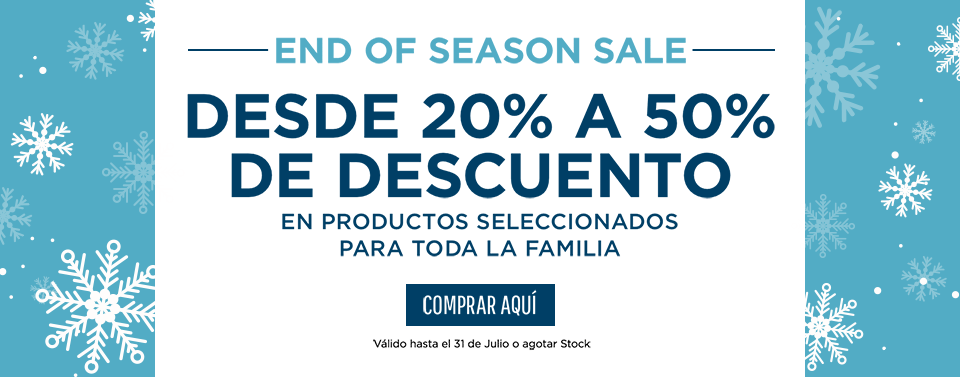 END OF SEASON SALE
DESDE 20% A 50%
DE DESCUENTO
EN PRODUCTOS SELECCIONADOS
PARA TODA LA FAMILIA
COMPRAR AQUÍ
Válido hasta el 31 de Julio o agotar Stock